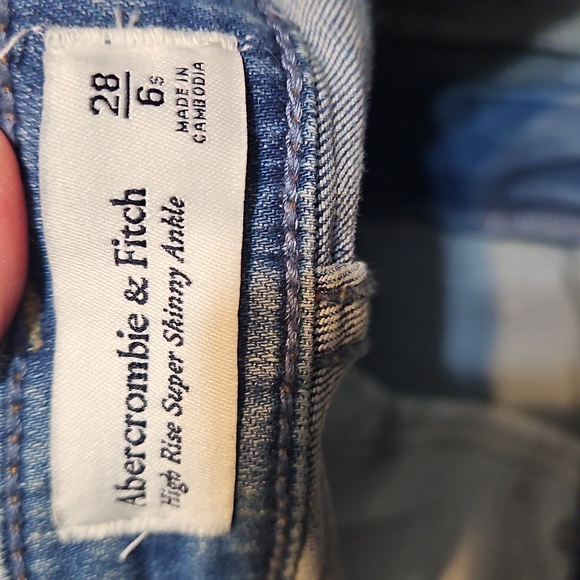 Abercrombie & Fitch
High Rise Super Skinny Ankle
28
6s
MADE IN
CAMBODIA